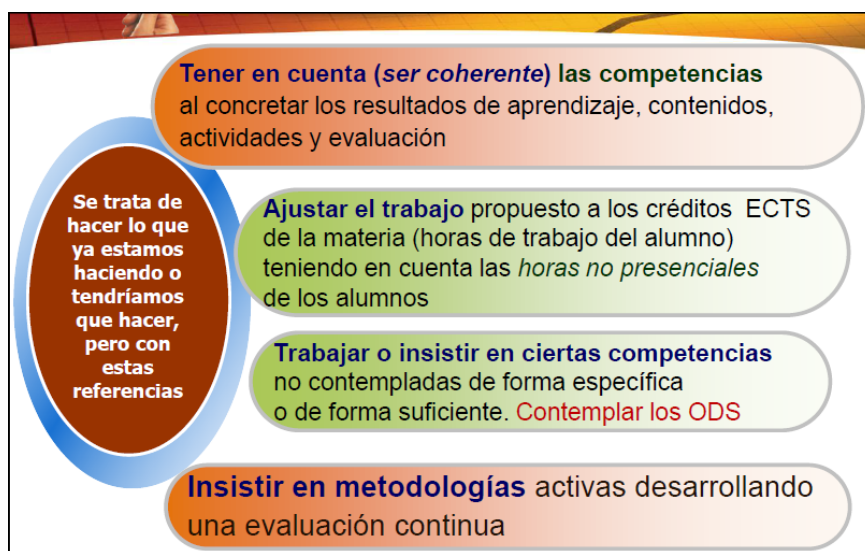 Tener en cuenta (ser coherente) las competencias
al concretar los resultados de aprendizaje, contenidos,
actividades y evaluación
Se trata de
hacer lo que
ya estamos
haciendo o
tendríamos
que hacer,
pero con
estas
referencias
Ajustar el trabajo propuesto a los créditos ECTS
de la materia (horas de trabajo del alumno)
teniendo en cuenta las horas no presenciales
de los alumnos
Trabajar o insistir en ciertas competencias
no contempladas de forma específica
o de forma suficiente. Contemplar los ODS
Insistir en metodologías activas desarrollando
una evaluación continua